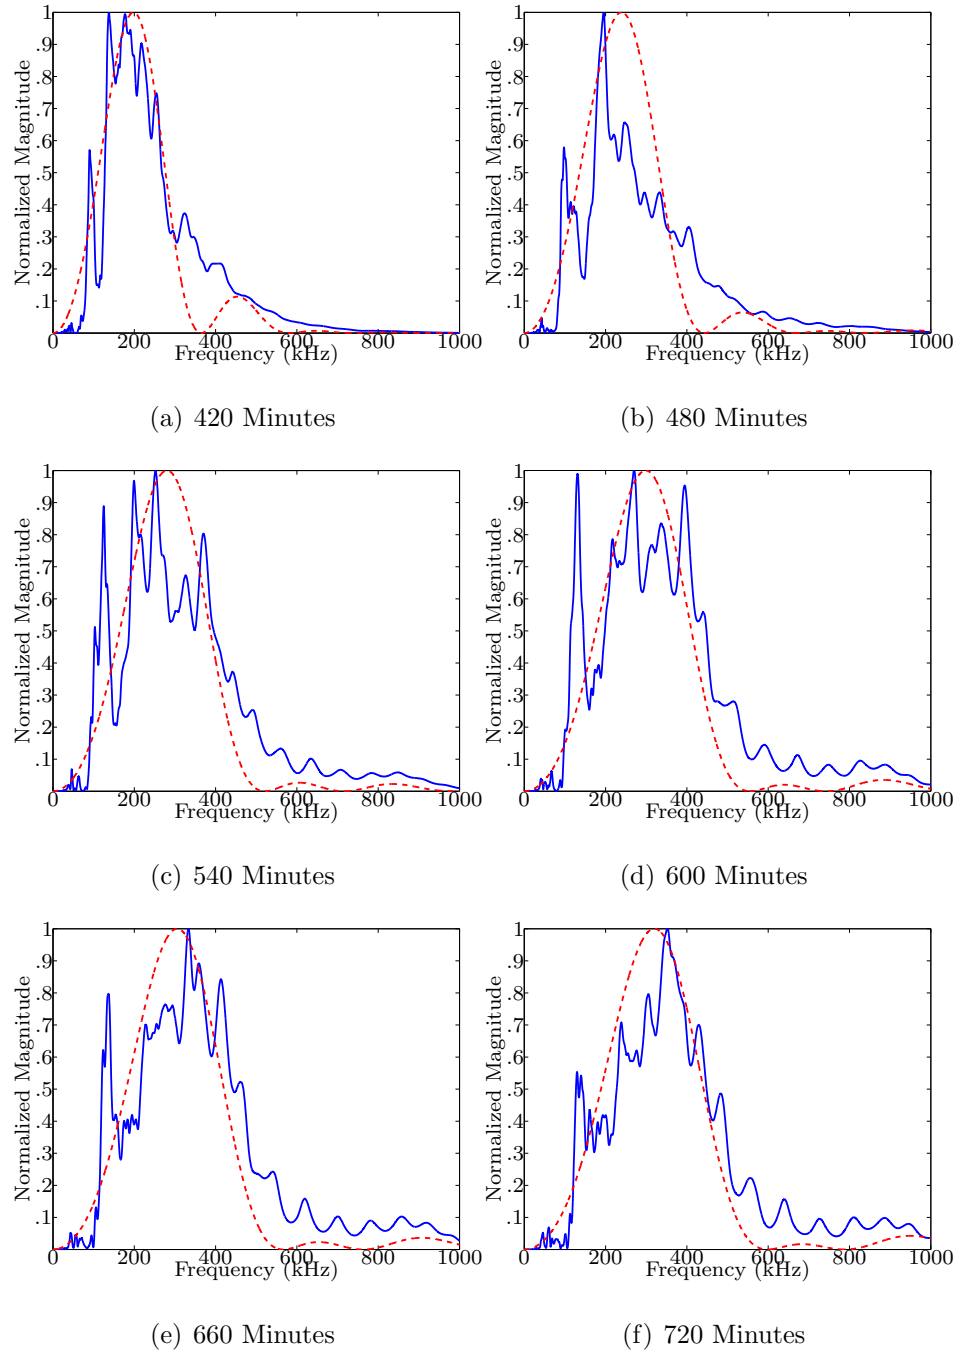 1
.9
.8
.7
.6
.5
.4
.3
.2
.1
Normalized Magnitude
0 200 400 600 800 1000
Frequency (kHz)
(a) 420 Minutes
1
.9
.8
.7
.6
.5
.4
.3
.2
.1
Normalized Magnitude
0 200 400 600 800 1000
Frequency (kHz)
(b) 480 Minutes
1
.9
.8
.7
.6
.5
.4
.3
.2
.1
Normalized Magnitude
0 200 400 600 800 1000
Frequency (kHz)
(c) 540 Minutes
1
.9
.8
.7
.6
.5
.4
.3
.2
.1
Normalized Magnitude
0 200 400 600 800 1000
Frequency (kHz)
(d) 600 Minutes
1
.9
.8
.7
.6
.5
.4
.3
.2
.1
Normalized Magnitude
0 200 400 600 800 1000
Frequency (kHz)
(e) 660 Minutes
1
.9
.8
.7
.6
.5
.4
.3
.2
.1
Normalized Magnitude
0 200 400 600 800 1000
Frequency (kHz)
(f) 720 Minutes